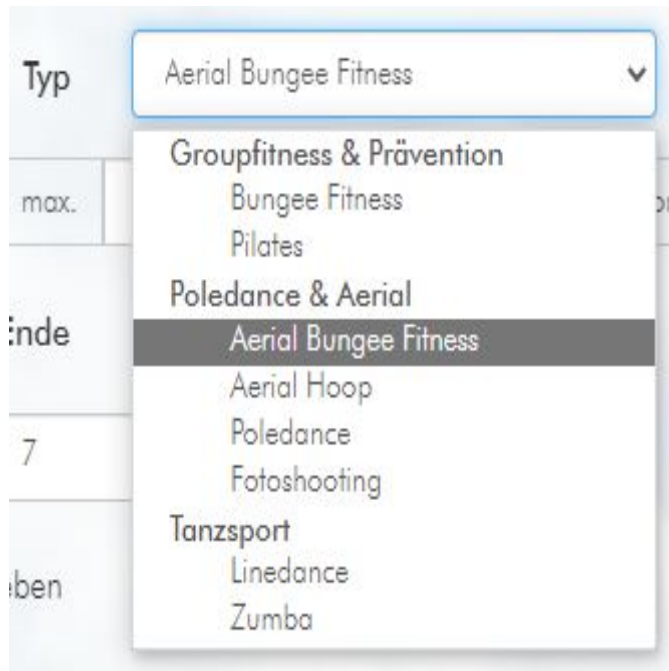 Typ
Aerial Bungee Fitness
Groupfitness & Prävention
max.
Bungee Fitness
Pilates
Poledance & Aerial
Aerial Bungee Fitness
Aerial Hoop
7
Poledance
Fotoshooting
Tanzsport
Linedance
Zumba